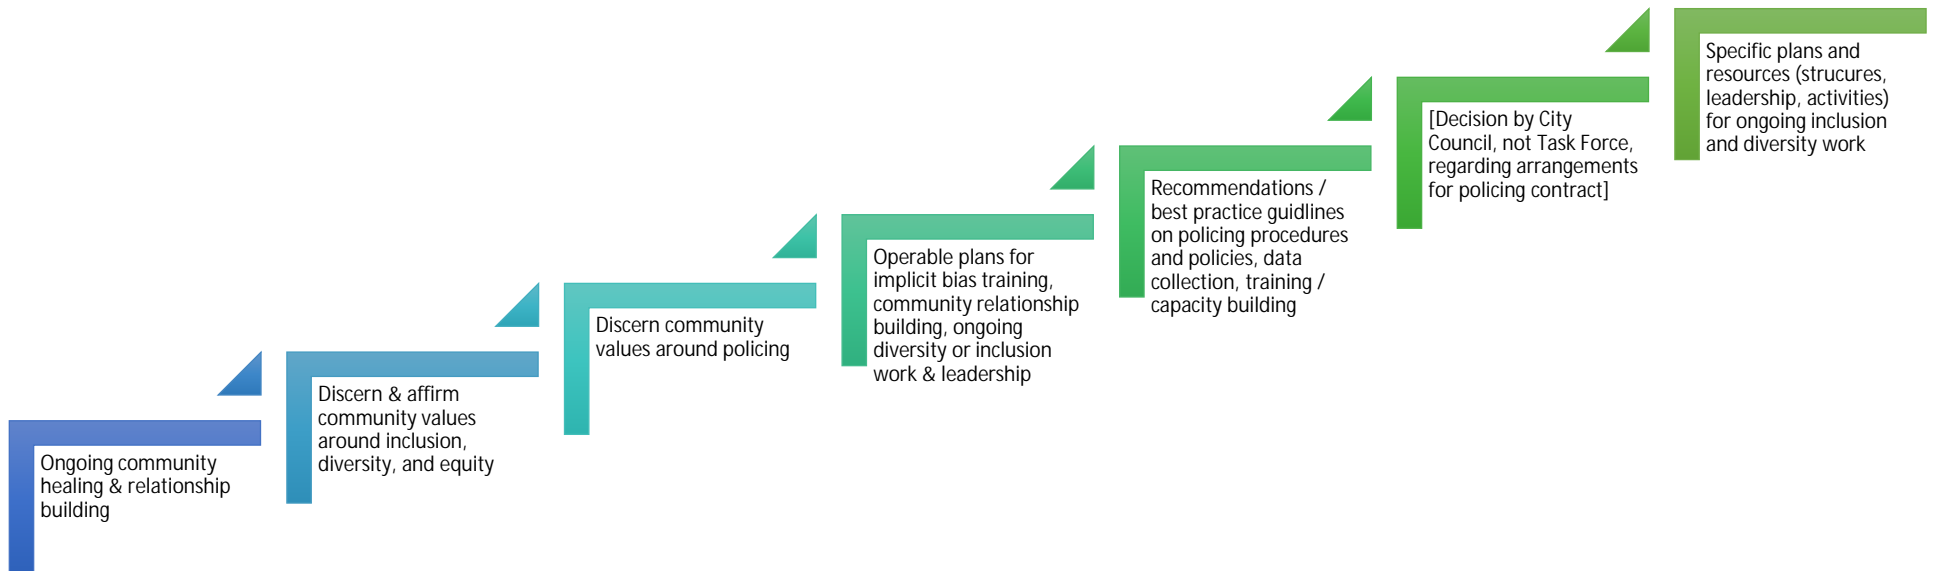 Ongoing community
healing & relationship
building
Discern & affirm
community values
around inclusion,
diversity, and equity
Discern community
values around policing
Operable plans for
implicit bias training,
community relationship
building, ongoing
diversity or inclusion
work & leadership
Recommendations /
best practice guidlines
on policing procedures
and policies, data
collection, training /
capacity building
[Decision by City
Council, not Task Force,
regarding arrangements
for policing contract]
Specific plans and
resources (strucures,
leadership, activities)
for ongoing inclusion
and diversity work